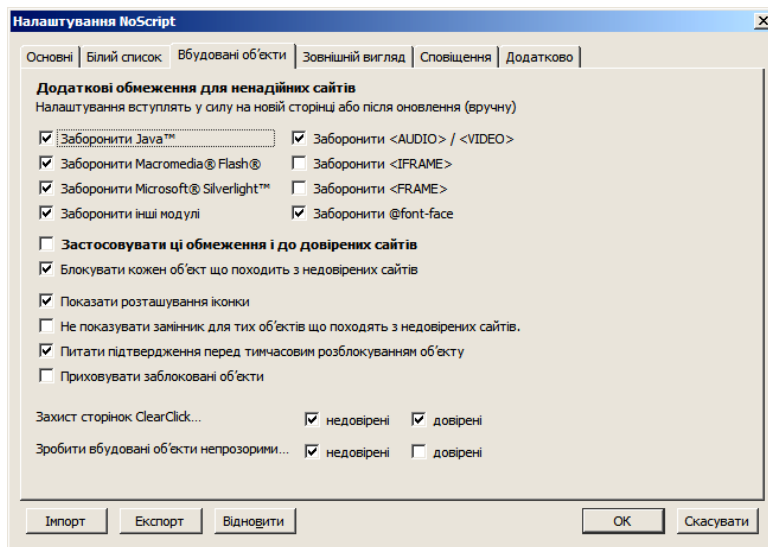 Налаштування NoScript
Основні Білий список Вбудовані об'єкти Зовнішній вигляд Сповіщення Додатково
Додаткові обмеження для ненадійних сайтів
Налаштування вступлять у силу на новій сторінці або після оновлення (вручну)
Заборонити Java™ Заборонити <AUDIO> / <VIDEO>
Заборонити Macromedia® Flash® Заборонити <IFRAME>
Заборонити Microsoft® Silverlight™ Заборонити <FRAME>
Заборонити інші модулі Заборонити @font-face
Застосовувати ці обмеження і до довірених сайтів
Блокувати кожен об'єкт що походить з недовірених сайтів
Показати розташування іконки
Не показувати замінник для тих об'єктів що походять з недовірених сайтів.
Питати підтвердження перед тимчасовим розблокуванням об'єкту
Приховувати заблоковані об'єкти
Захист сторінок ClearClick... недовірені довірені
Зробити вбудовані об'єкти непрозорими... недовірені довірені
Імпорт Експорт Відновити ОК Скасувати